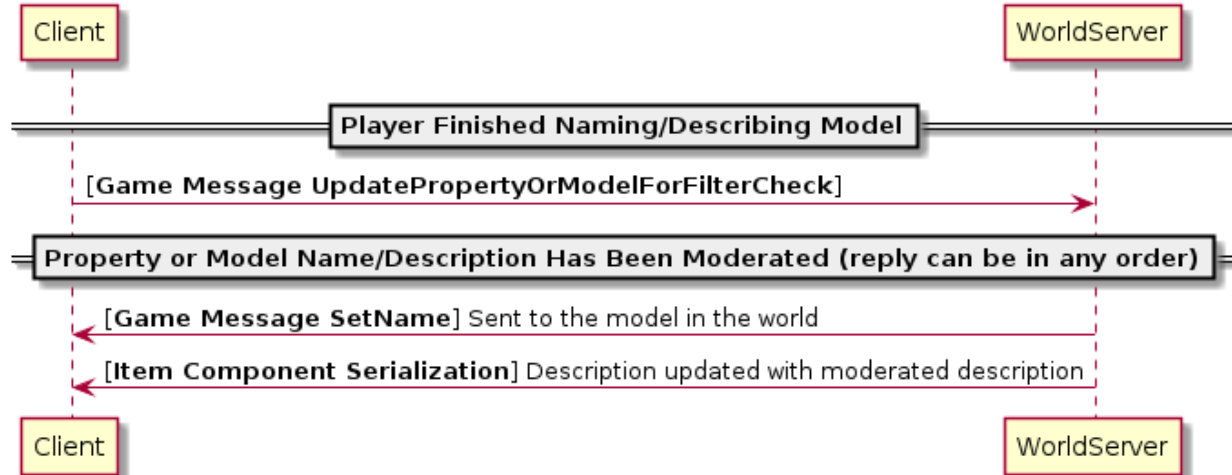 Client WorldServer
Player Finished Naming/Describing Model
[Game Message UpdatePropertyOrModelForFilterCheck]
Property or Model Name/Description Has Been Moderated (reply can be in any order)
[Game Message SetName] Sent to the model in the world
[Item Component Serialization] Description updated with moderated description
Client WorldServer